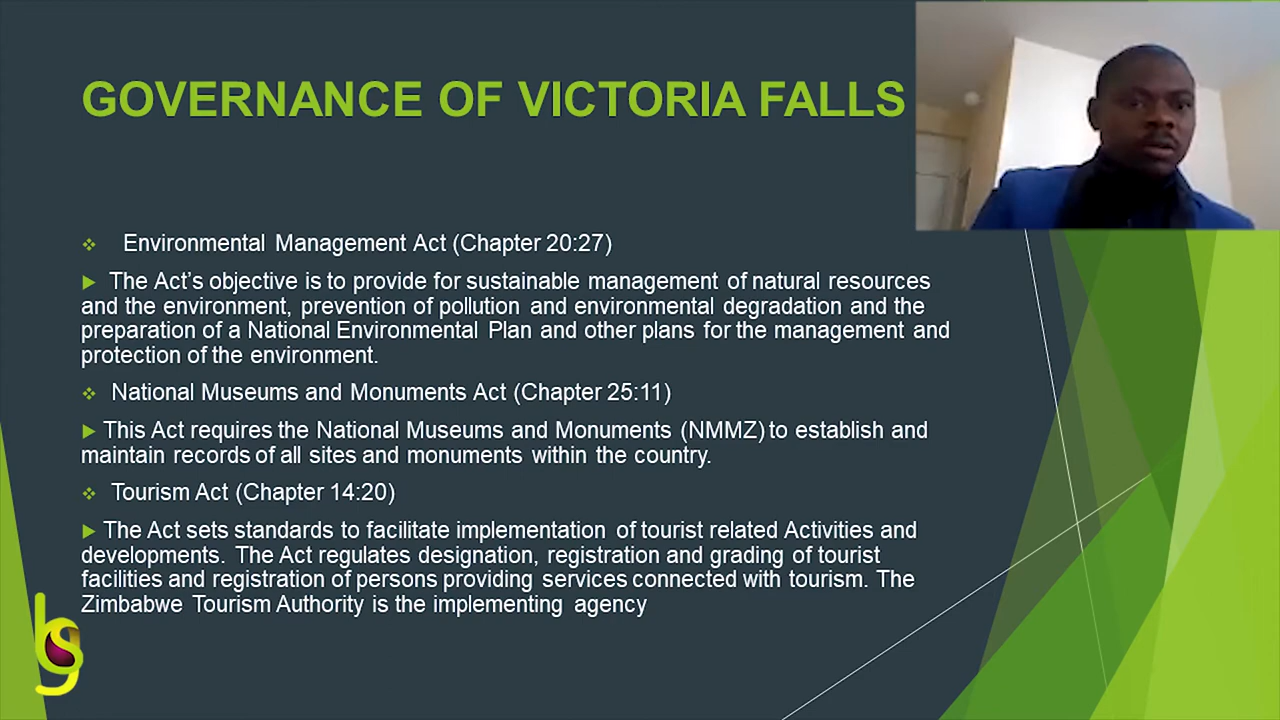 GOVERNANCE OF VICTORIA FALLS
❖ Environmental Management Act (Chapter 20:27)
▶ The Act's objective is to provide for sustainable management of natural resources
and the environment, prevention of pollution and environmental degradation and the
preparation of a National Environmental Plan and other plans for the management and
protection of the environment.
❖ National Museums and Monuments Act (Chapter 25:11)
▶ This Act requires the National Museums and Monuments (NMMZ) to establish and
maintain records of all sites and monuments within the country.
❖ Tourism Act (Chapter 14:20)
▶ The Act sets standards to facilitate implementation of tourist related Activities and
developments. The Act regulates designation, registration and grading of tourist
facilities and registration of persons providing services connected with tourism. The
Zimbabwe Tourism Authority is the implementing agency